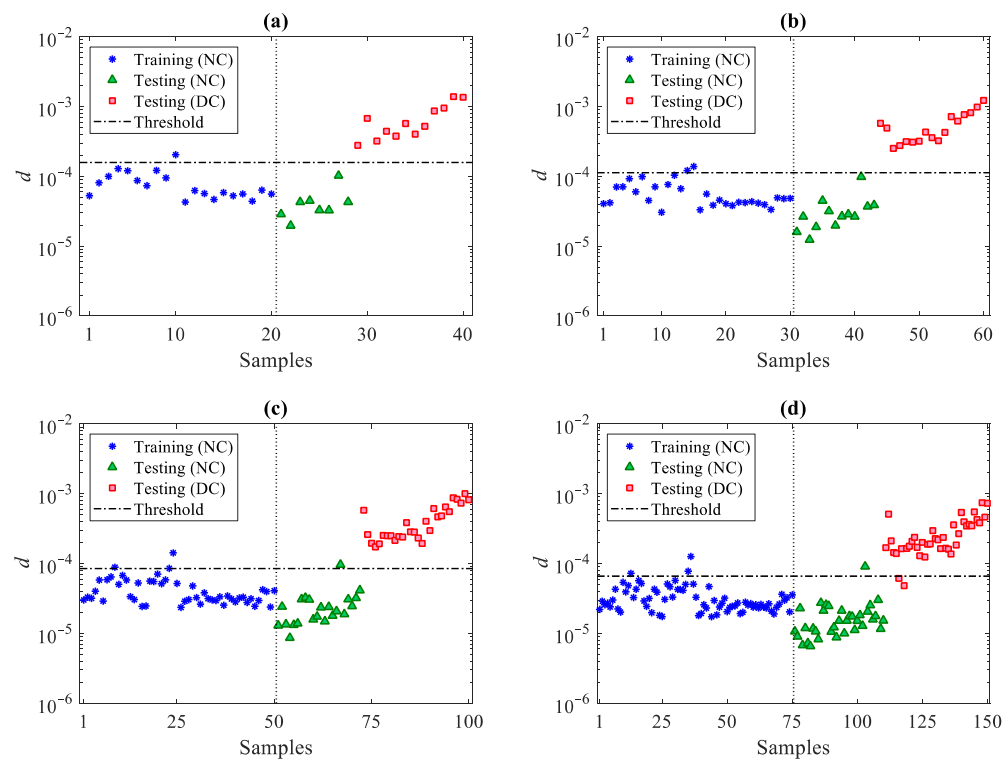 (a)
10⁻²
10⁻³
10⁻⁴
10⁻⁵
10⁻⁶
d
Training (NC)
Testing (NC)
Testing (DC)
Threshold
1 10 20 30 40
Samples
(b)
10⁻²
10⁻³
10⁻⁴
10⁻⁵
10⁻⁶
d
Training (NC)
Testing (NC)
Testing (DC)
Threshold
1 10 20 30 40 50 60
Samples
(c)
10⁻²
10⁻³
10⁻⁴
10⁻⁵
10⁻⁶
d
Training (NC)
Testing (NC)
Testing (DC)
Threshold
1 25 50 75 100
Samples
(d)
10⁻²
10⁻³
10⁻⁴
10⁻⁵
10⁻⁶
d
Training (NC)
Testing (NC)
Testing (DC)
Threshold
1 25 50 75 100 125 150
Samples